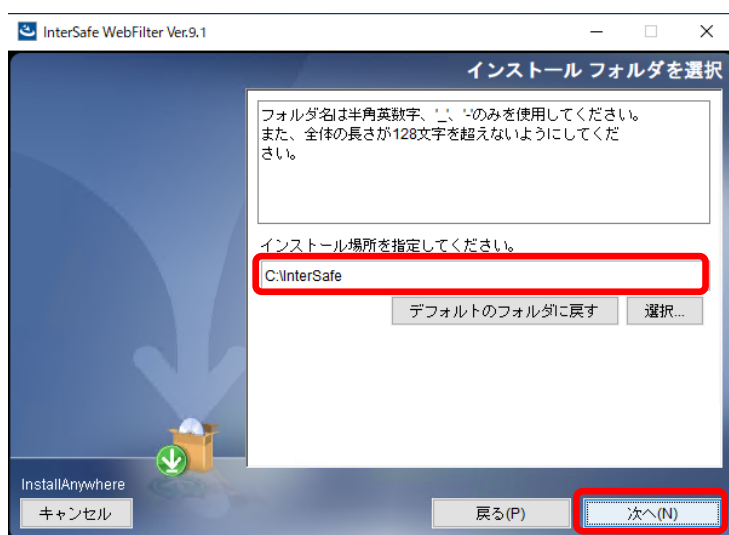 InterSafe WebFilter Ver.9.1
インストール フォルダを選択
フォルダ名は半角英数字、'_'、'-'のみを使用してください。
また、全体の長さが128文字を超えないようにしてくだ
さい。
インストール場所を指定してください。
C:\InterSafe
デフォルトのフォルダに戻す
選択...
InstallAnywhere
キャンセル
戻る(P)
次へ(N)